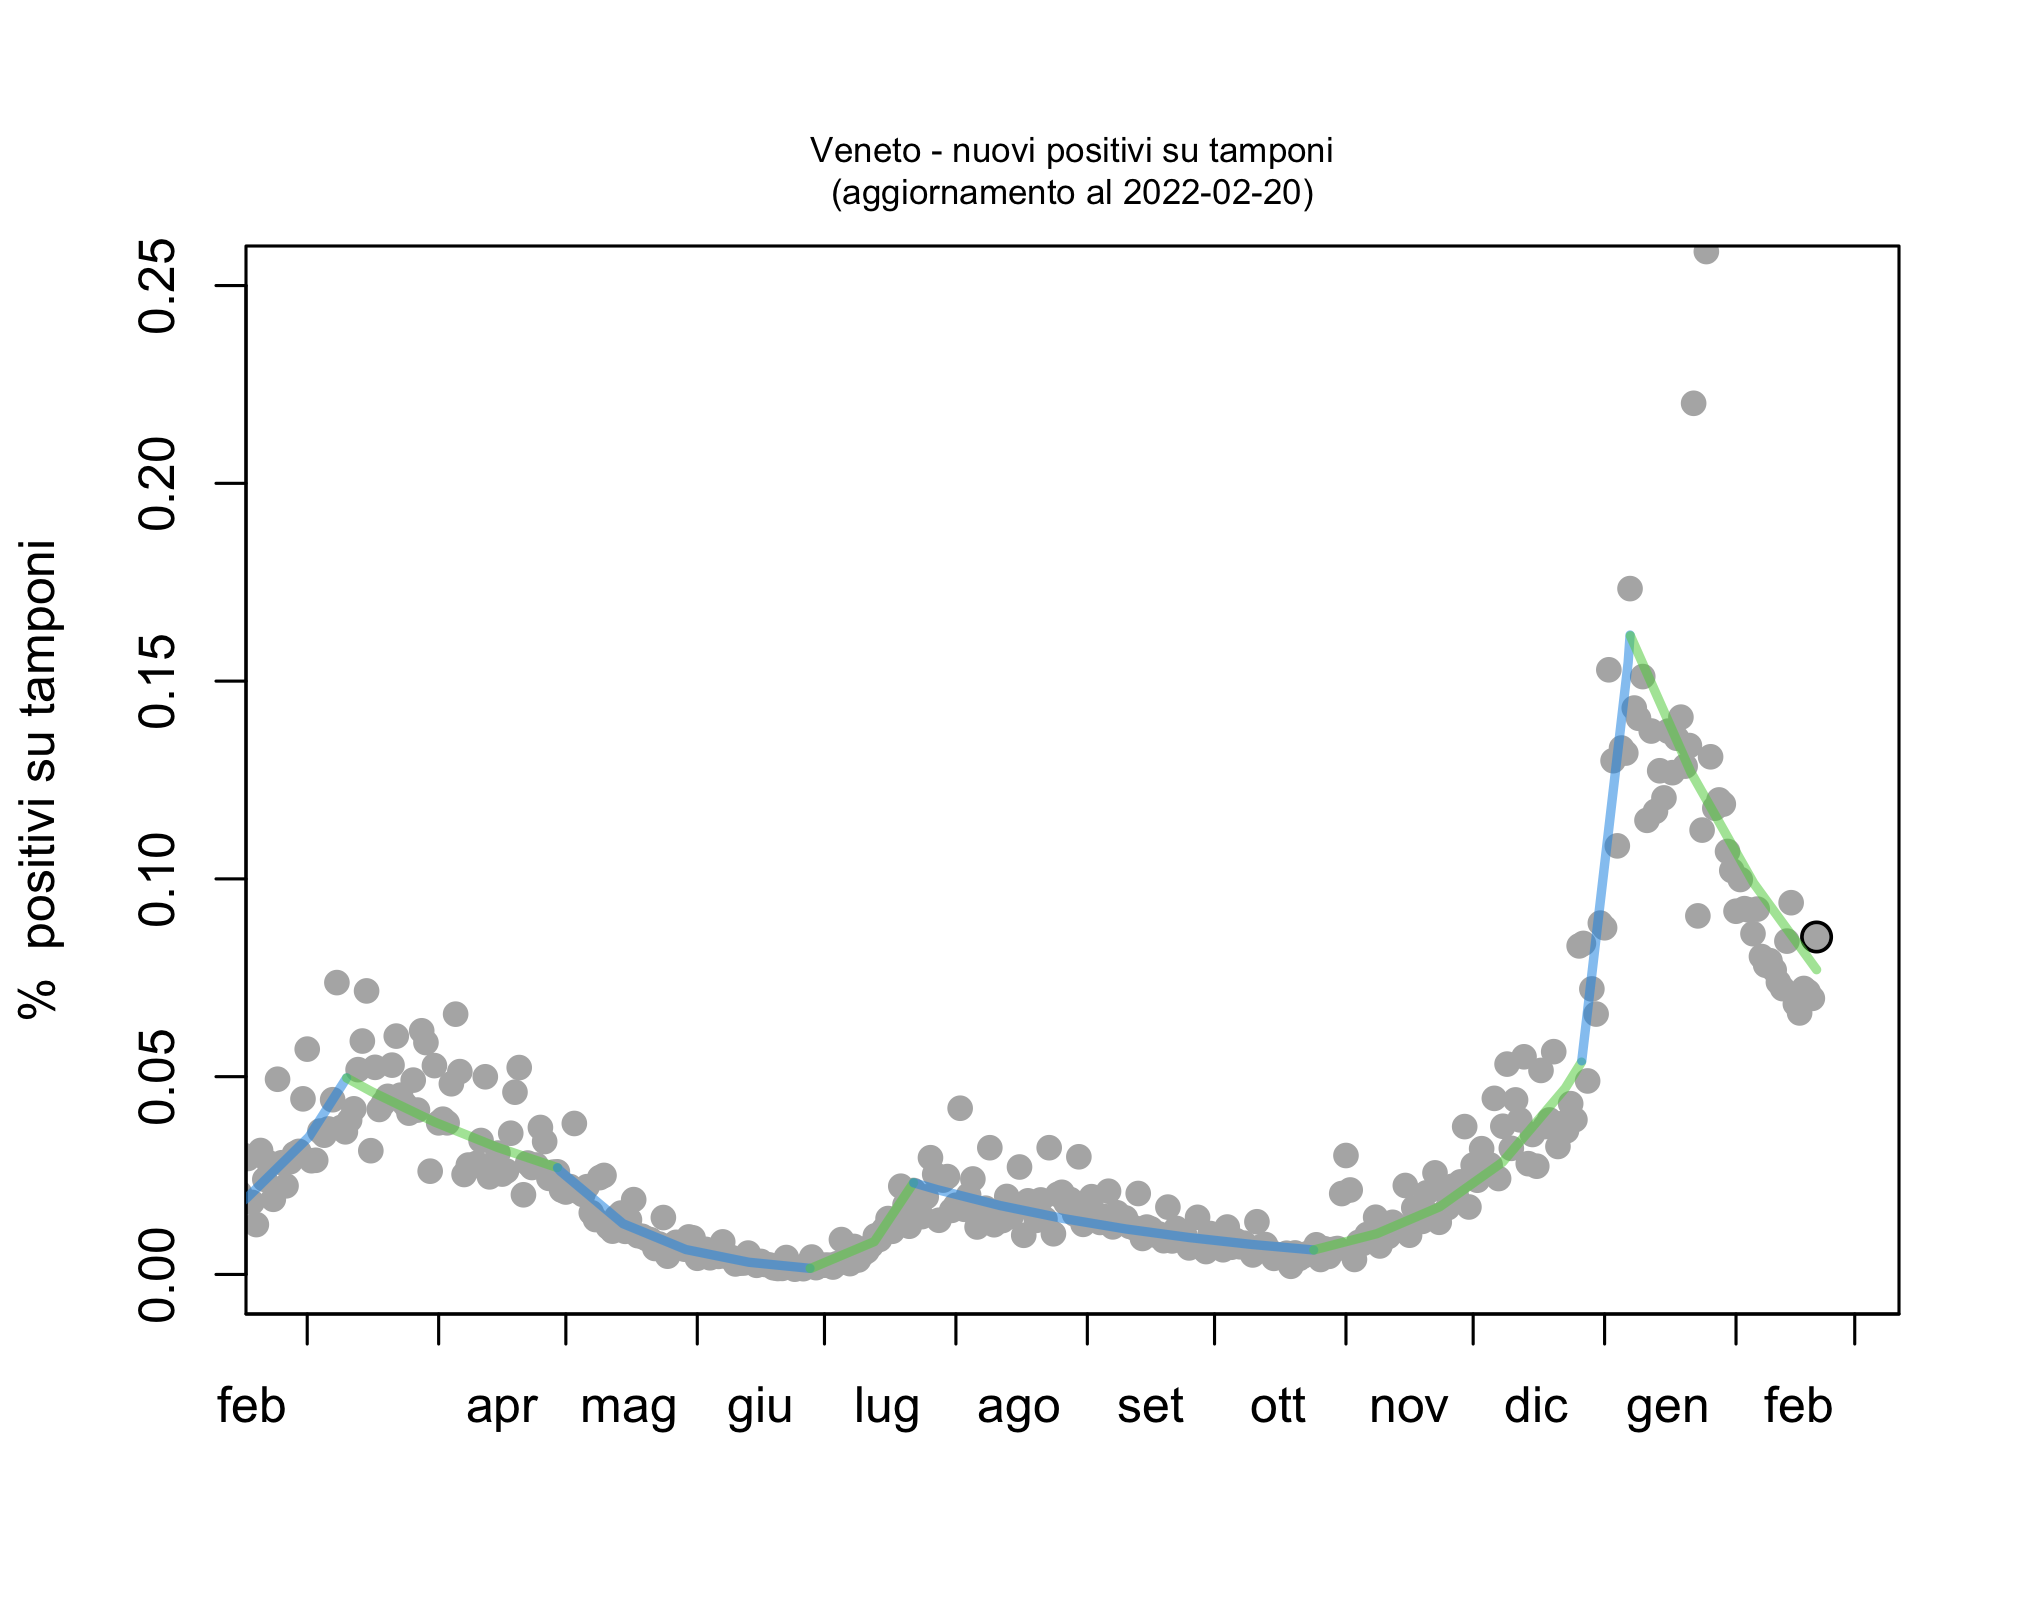 Veneto - nuovi positivi su tamponi
(aggiornamento al 2022-02-20)
% positivi su tamponi
0.25
0.20
0.15
0.10
0.05
0.00
feb apr mag giu lug ago set ott nov dic gen feb